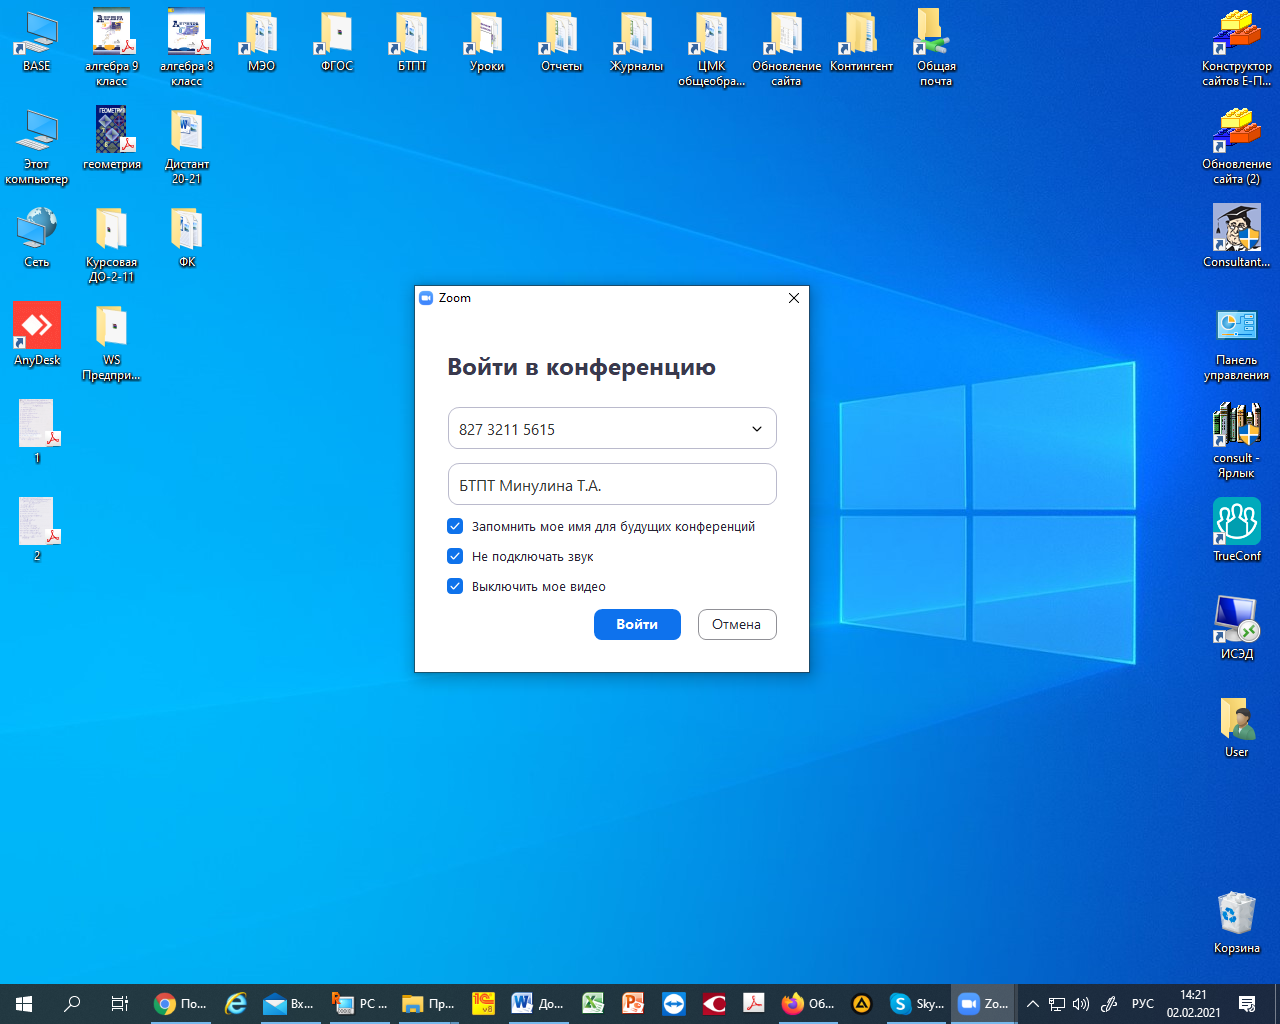 BASE
алгебра 9
класс
алгебра 8
класс
МЭО
ФГОС
БТПТ
Уроки
Отчеты
Журналы
ЦМК
общеобра...
Обновление
сайта
Контингент
Общая
почта
Конструктор
сайтов Е-П...
Этот
компьютер
геометрия
Дистант
20-21
Обновление
сайта (2)
Сеть
Курсовая
ДО-2-11
ФК
Consultant...
AnyDesk
WS
Предпри...
Панель
управления
1
consult -
Ярлык
2
TrueConf
ИСЭД
User
Корзина
Zoom
Войти в конференцию
827 3211 5615
БТПТ Минулина Т.А.
Запомнить мое имя для будущих конференций
Не подключать звук
Выключить мое видео
Войти
Отмена
По...
Вх...
PC ...
Пр...
До...
Об...
Sky...
Zo...
РУС
14:21
02.02.2021